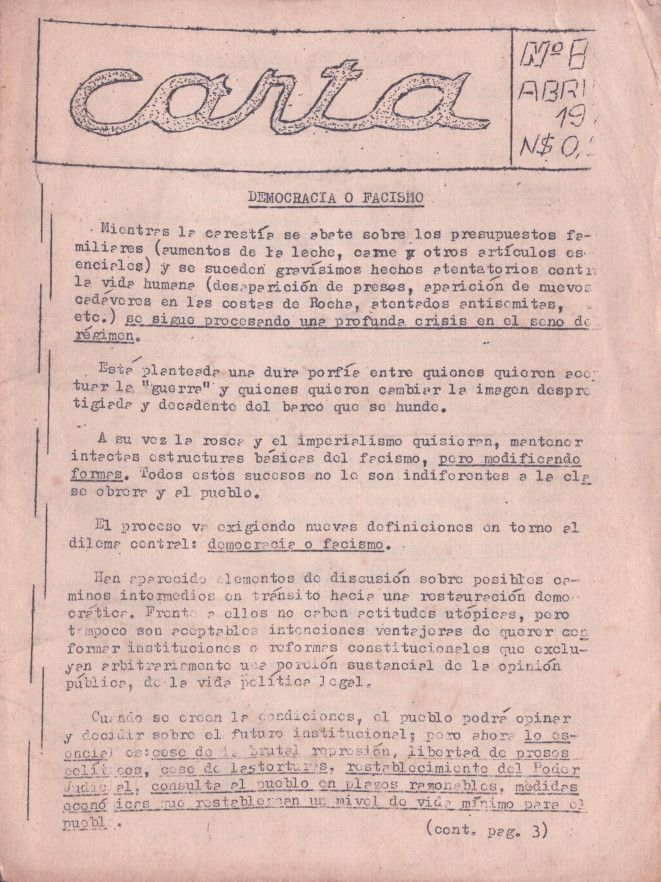 carta
Nº 8
ABRI
19
N$ 0,
DEMOCRACIA O FACISMO
Mientras la carestía se abate sobre los presupuestos fa-
miliares (aumentos de la leche, carne y otros artículos es
enciales) y se suceden gravísimos hechos atentatorios contr
la vida humana (desaparición de presos, aparición de nuevos
cadáveres en las costas de Rocha, atentados antisemitas,
etc.) se sigue procesando una profunda crisis en el seno de
régimen.
Está planteada una dura porfía entre quienes quieren ace
tuar la "guerra" y quienes quieren cambiar la imagen despre
tigiada y decadente del barco que se hunde.
A su vez la rosca y el imperialismo quisieran, mantener
intactas estructuras básicas del facismo, pero modificando
formas. Todos estos sucesos no le son indiferentes a la cla
se obrera y al pueblo.
El proceso va exigiendo nuevas definiciones en torno al
dilema central: democracia o facismo.
Han aparecido elementos de discusión sobre posibles ca-
minos intermedios en tránsito hacia una restauración demo-
crática. Frente a ellos no caben actitudes utópicas, pero
tampoco son aceptables intenciones ventajeras de querer con
formar instituciones o reformas constitucionales que exclu-
yan arbitrariamente una porción sustancial de la opinión
pública, de la vida política legal.
Cuando se creen la condiciones, el pueblo podrá opinar
y decidir sobre el futuro institucional; pero ahora lo es-
encial es:cese de la brutal represión, libertad de presos
políticos, cese de lastorturas, restablecimiento del Poder
Judicial, consulta al pueblo en plazos razonables, medidas
económicas que restablezcan un nivel de vida mínimo para el
pueblo.
(cont. pag. 3)